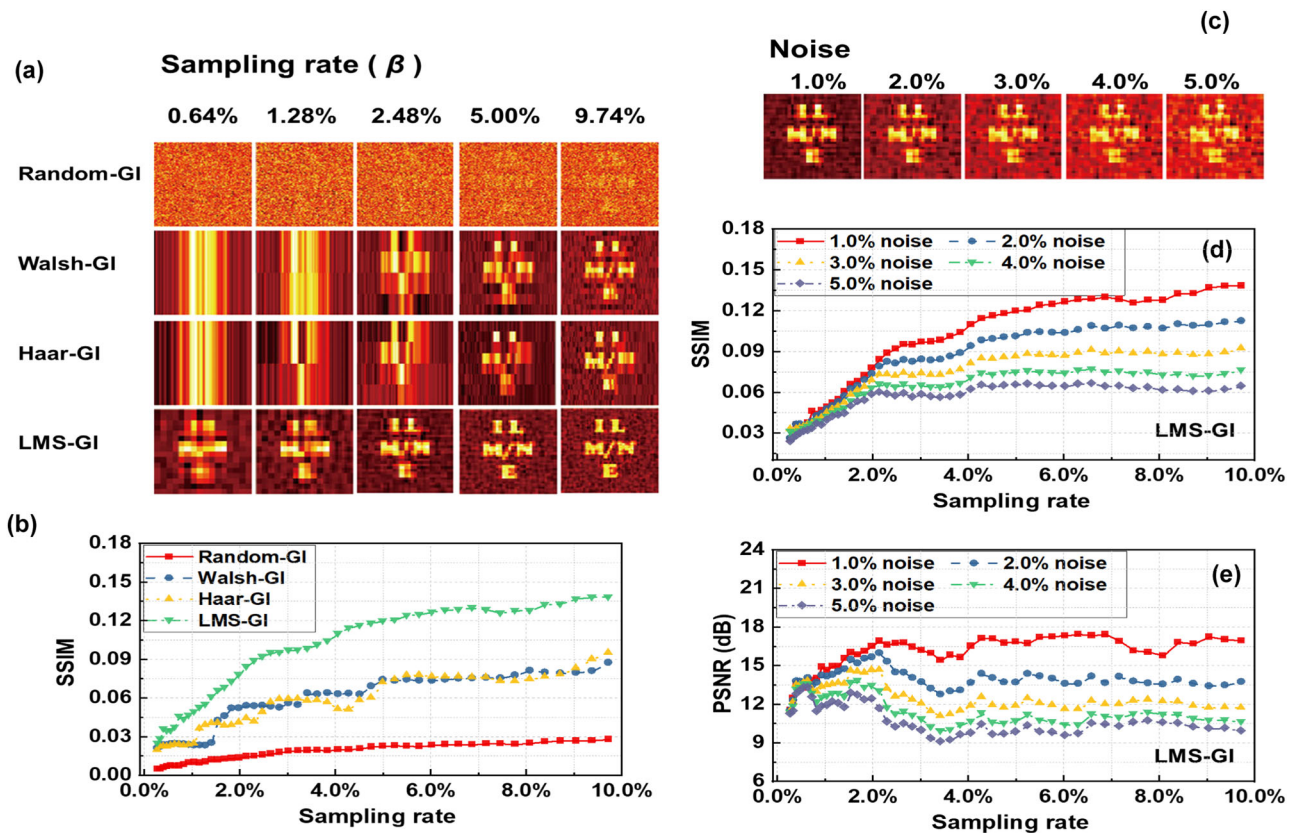 (a)
Sampling rate ( β )
0.64% 1.28% 2.48% 5.00% 9.74%
Random-GI
Walsh-GI
Haar-GI
LMS-GI
IL
M/N
E
IL
M/N
E
IL
M/N
E
(b)
0.18
0.15
0.12
0.09
0.06
0.03
0.00
SSIM
Random-GI
Walsh-GI
Haar-GI
LMS-GI
0.0% 2.0% 4.0% 6.0% 8.0% 10.0%
Sampling rate
(c)
Noise
1.0% 2.0% 3.0% 4.0% 5.0%
(d)
0.18
0.15
0.12
0.09
0.06
0.03
SSIM
1.0% noise 2.0% noise
3.0% noise 4.0% noise
5.0% noise
LMS-GI
0.0% 2.0% 4.0% 6.0% 8.0% 10.0%
Sampling rate
(e)
24
21
18
15
12
9
6
PSNR (dB)
1.0% noise 2.0% noise
3.0% noise 4.0% noise
5.0% noise
LMS-GI
0.0% 2.0% 4.0% 6.0% 8.0% 10.0%
Sampling rate